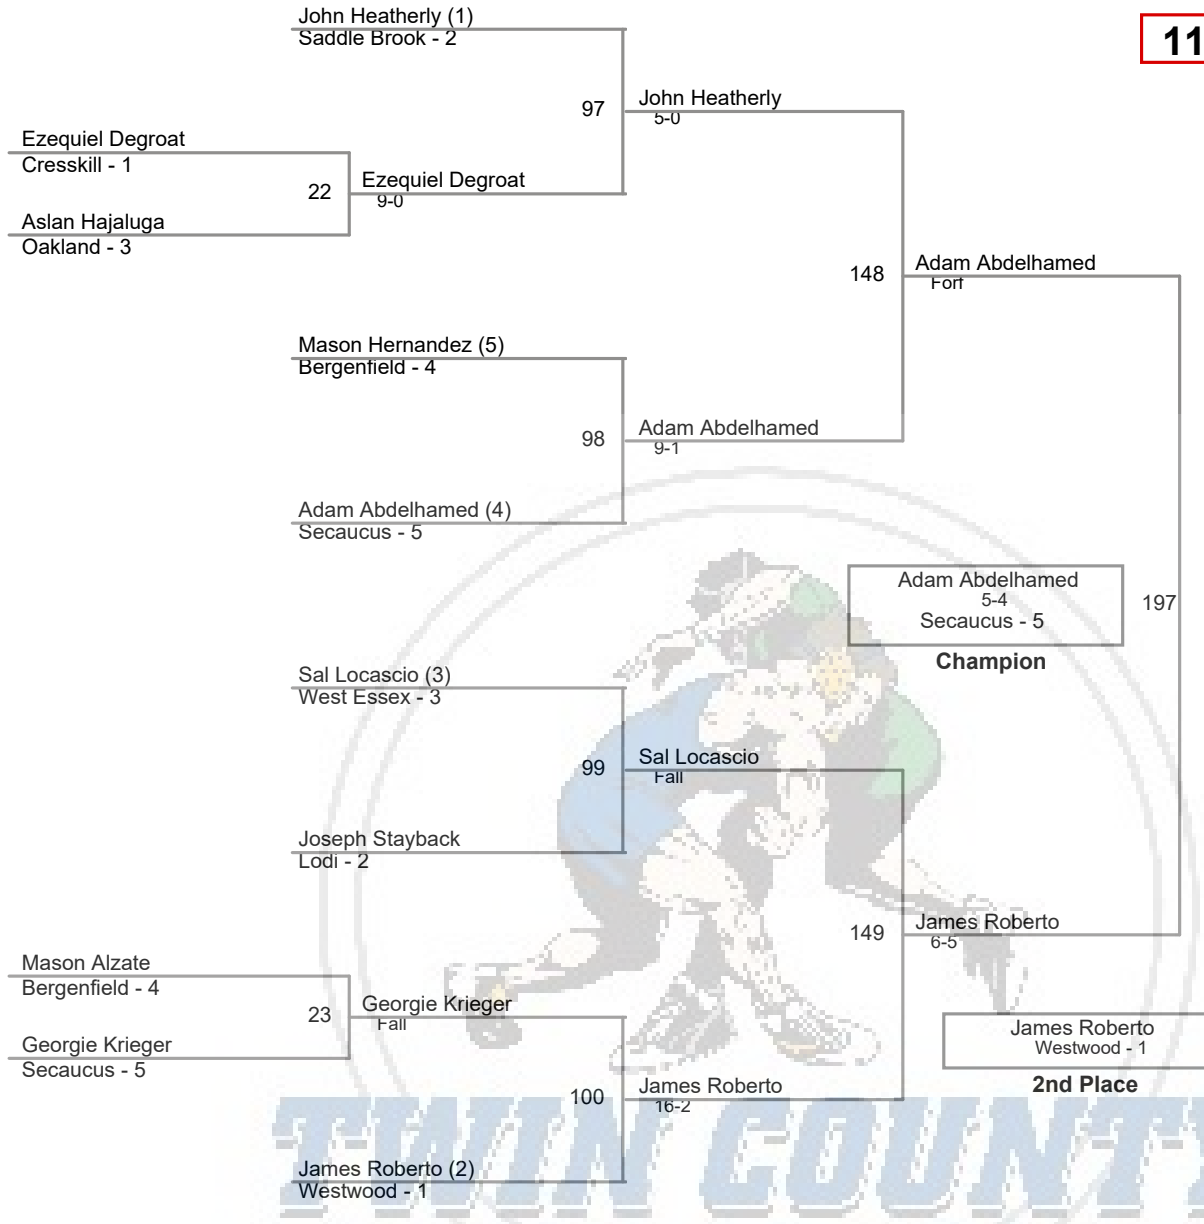 John Heatherly (1)
Saddle Brook - 2
11
97
John Heatherly
5-0
Ezequiel Degroat
Cresskill - 1
22
Ezequiel Degroat
9-0
Aslan Hajaluga
Oakland - 3
148
Adam Abdelhamed
Forf
Mason Hernandez (5)
Bergenfield - 4
98
Adam Abdelhamed
9-1
Adam Abdelhamed (4)
Secaucus - 5
Adam Abdelhamed
5-4
Secaucus - 5
197
Champion
Sal Locascio (3)
West Essex - 3
99
Sal Locascio
Fall
Joseph Stayback
Lodi - 2
149
James Roberto
6-5
Mason Alzate
Bergenfield - 4
23
Georgie Krieger
Fall
Georgie Krieger
Secaucus - 5
James Roberto
Westwood - 1
2nd Place
100
James Roberto
16-2
James Roberto (2)
Westwood - 1
TWIN COUNTY